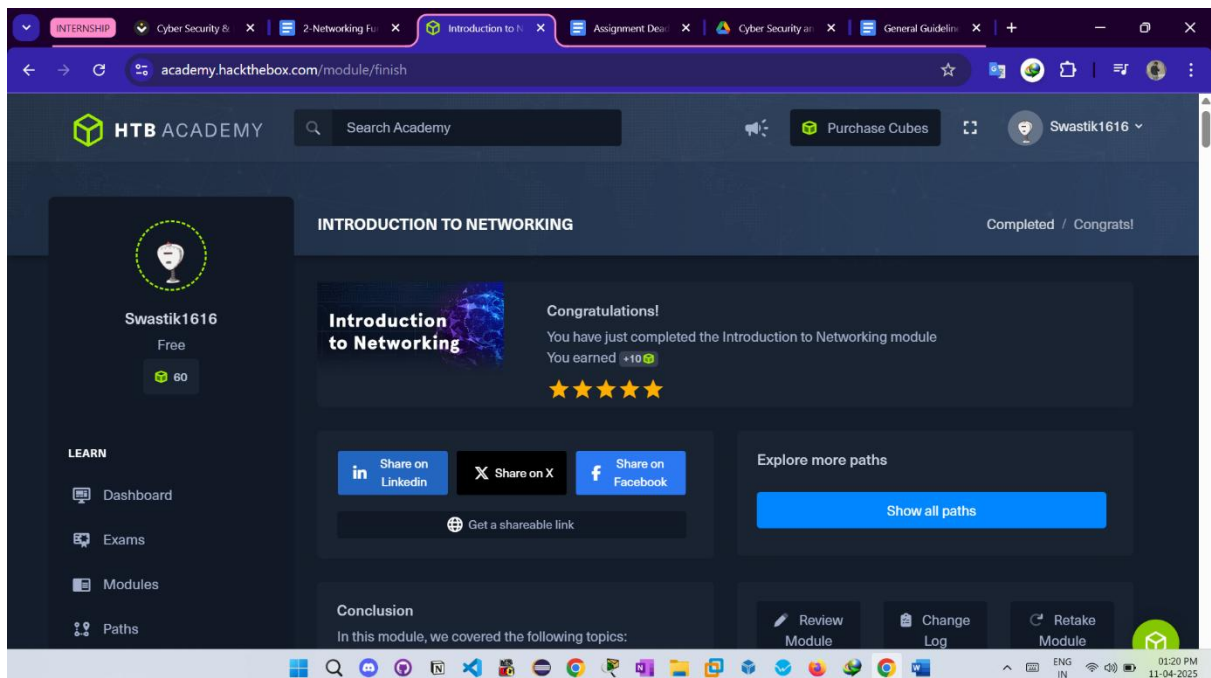 INTERNSHIP
Cyber Security &
2-Networking Fu
Introduction to N
Assignment Dead
Cyber Security an
General Guideline
academy.hackthebox.com/module/finish
HTB ACADEMY
Search Academy
Purchase Cubes
Swastik1616
INTRODUCTION TO NETWORKING
Completed / Congrats!
Swastik1616
Free
60
Introduction
to Networking
Congratulations!
You have just completed the Introduction to Networking module
You earned +10
LEARN
Dashboard
Exams
Modules
Paths
Share on
Linkedin
Share on X
Share on
Facebook
Get a shareable link
Explore more paths
Show all paths
Conclusion
In this module, we covered the following topics:
Review
Module
Change
Log
Retake
Module
ENG
IN
01:20 PM
11-04-2025